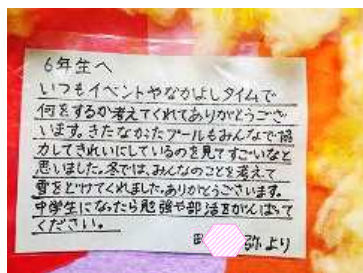 6年生へ
いつもイベントやなかよしタイムで
何をするか考えてくれてありがとうござ
います。きたなかったプールもみんなで協
力してきれいにしているのを見てすごいなと
思いました。冬では、みんなのことを考えて
雪をどけてくれました。ありがとうございます。
中学生になったら勉強や部活をがんばって
ください。
弥より